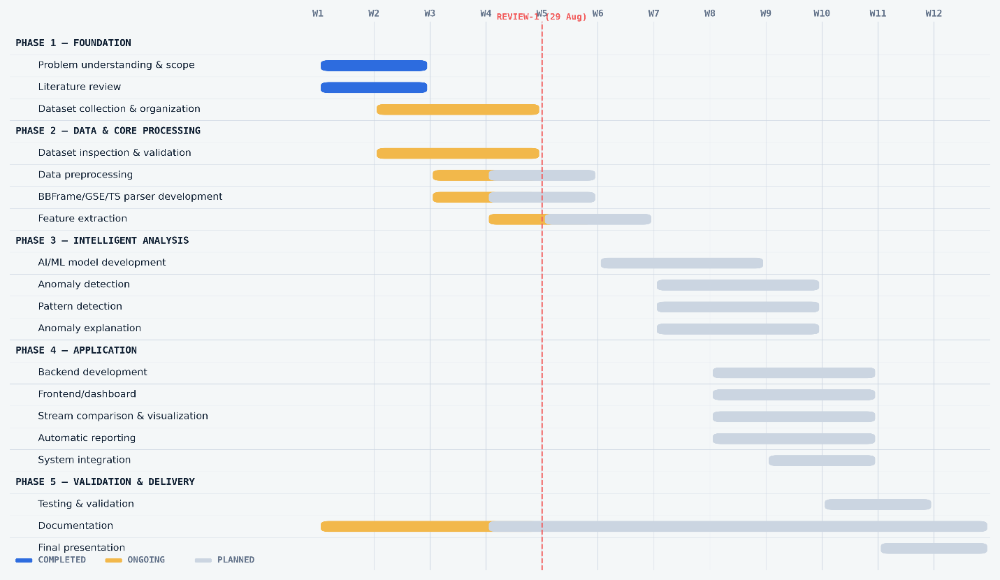 W1 W2 W3 W4 W5 W6 W7 W8 W9 W10 W11 W12
REVIEW-1 (29 Aug)
PHASE 1 — FOUNDATION
Problem understanding & scope
Literature review
Dataset collection & organization
PHASE 2 — DATA & CORE PROCESSING
Dataset inspection & validation
Data preprocessing
BBFrame/GSE/TS parser development
Feature extraction
PHASE 3 — INTELLIGENT ANALYSIS
AI/ML model development
Anomaly detection
Pattern detection
Anomaly explanation
PHASE 4 — APPLICATION
Backend development
Frontend/dashboard
Stream comparison & visualization
Automatic reporting
System integration
PHASE 5 — VALIDATION & DELIVERY
Testing & validation
Documentation
Final presentation
COMPLETED ONGOING PLANNED